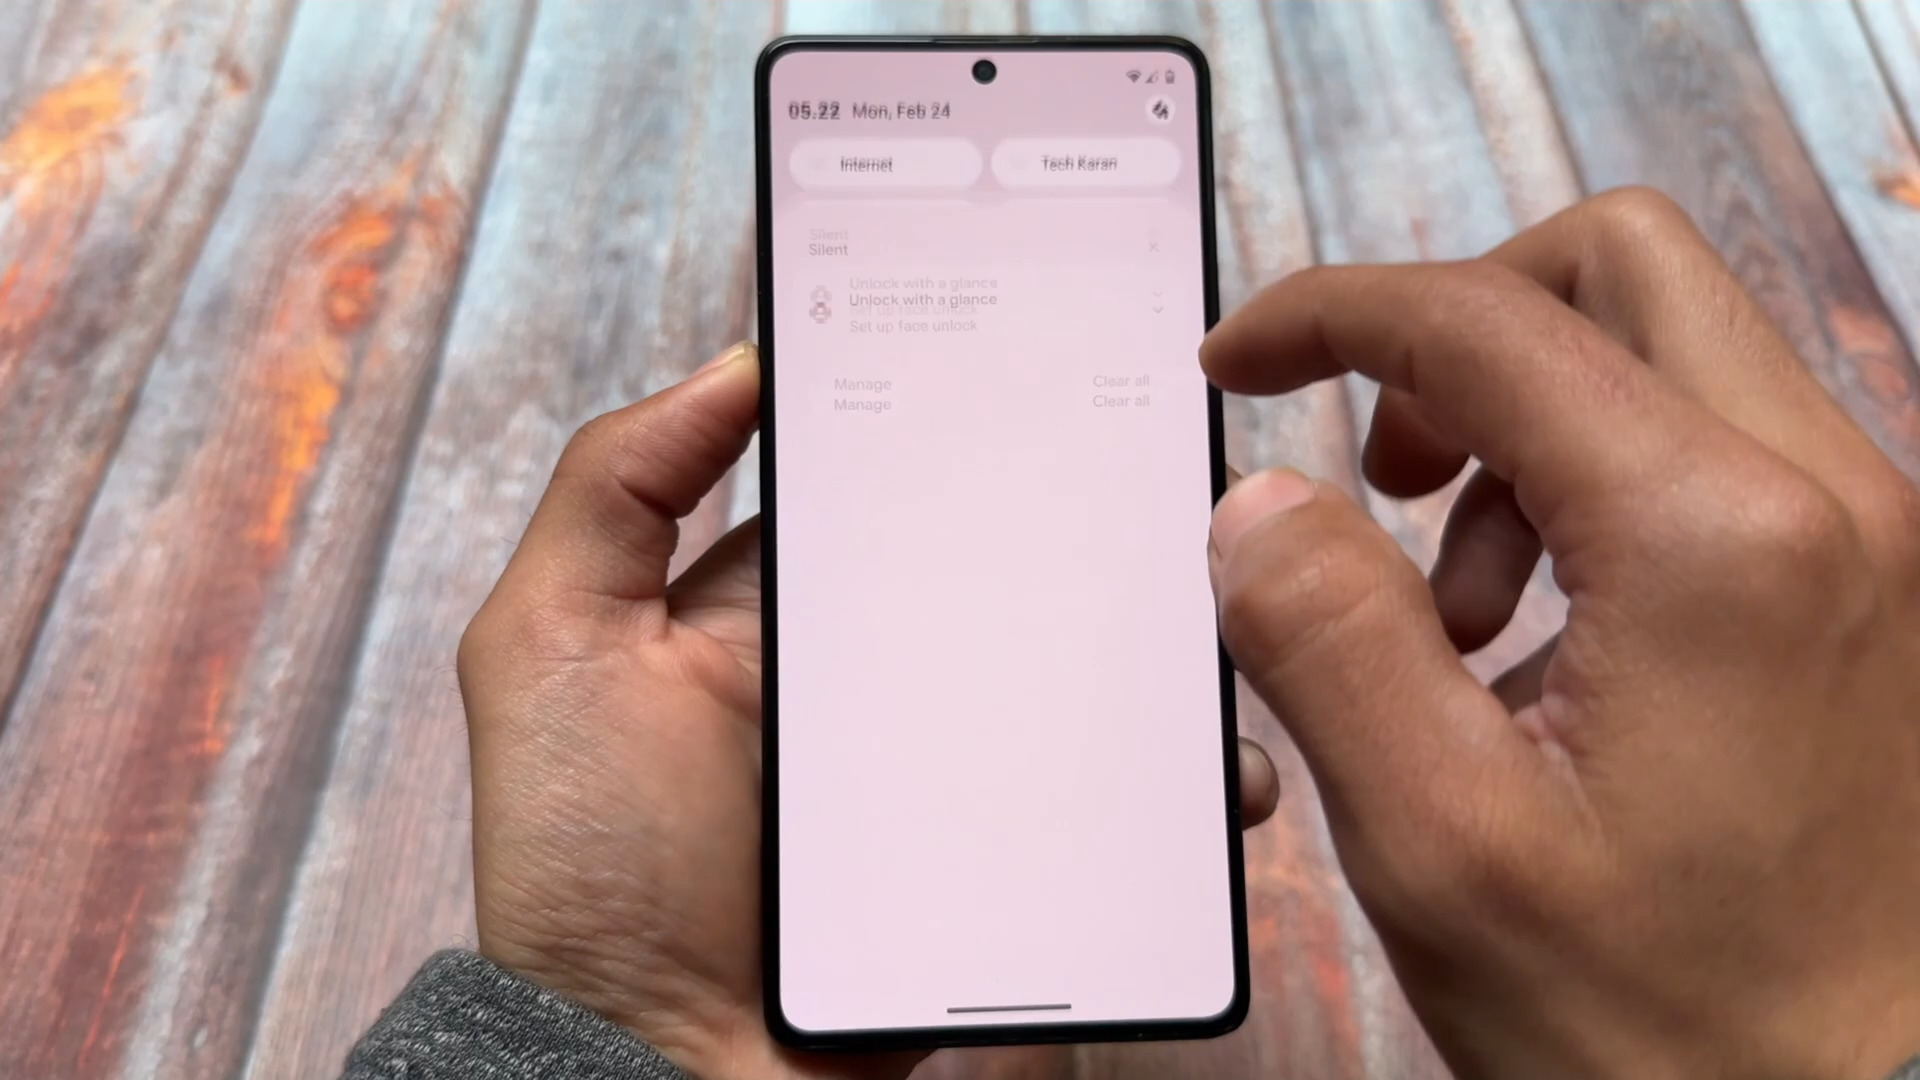 05.22 Mon, Feb 24
Internet Tech Karan
Silent
Silent
Unlock with a glance
Unlock with a glance
Set up face unlock
Set up face unlock
Manage Clear all
Manage Clear all